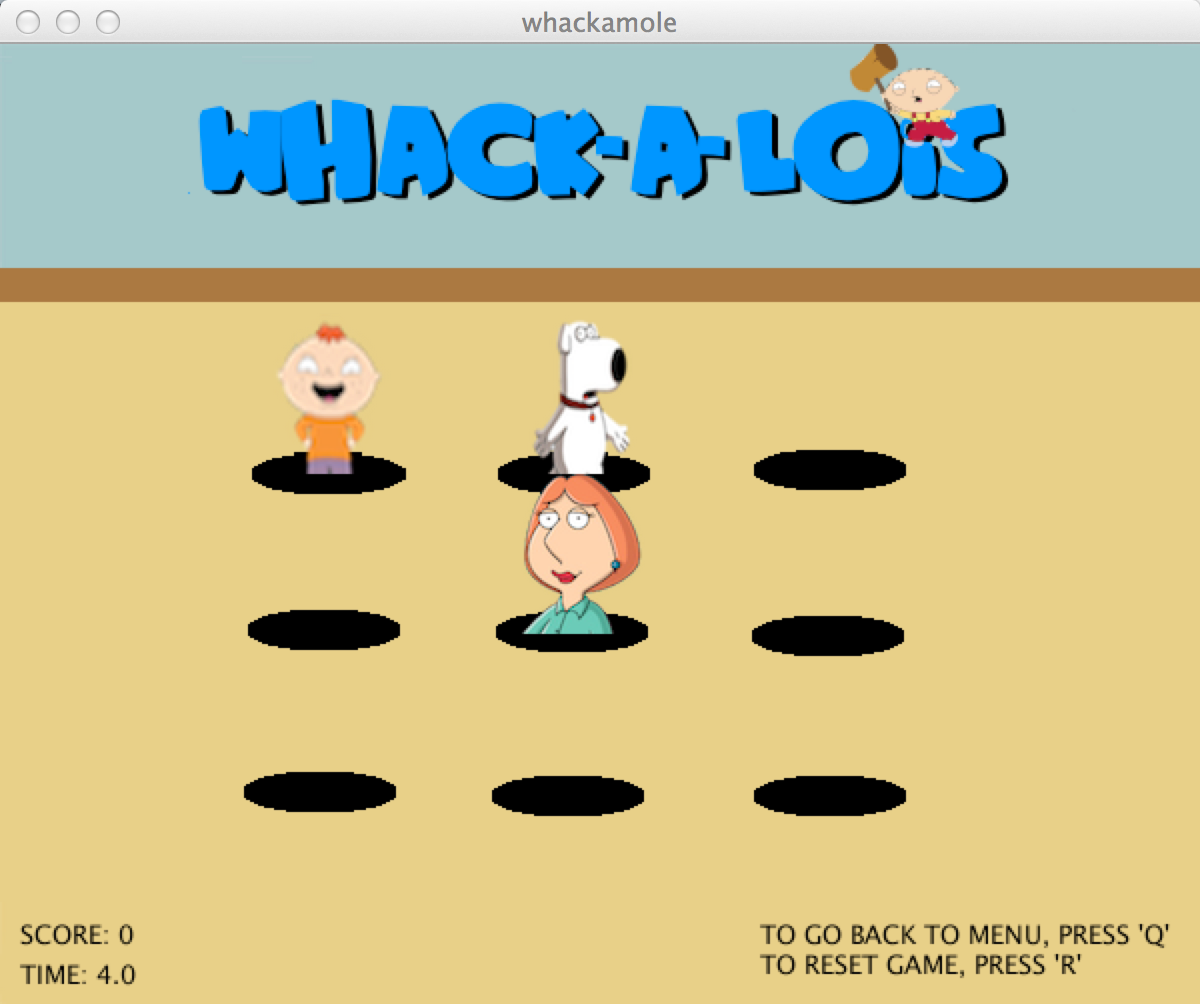 whackamole
WHACK-A-LOIS
SCORE: 0
TIME: 4.0
TO GO BACK TO MENU, PRESS 'Q'
TO RESET GAME, PRESS 'R'